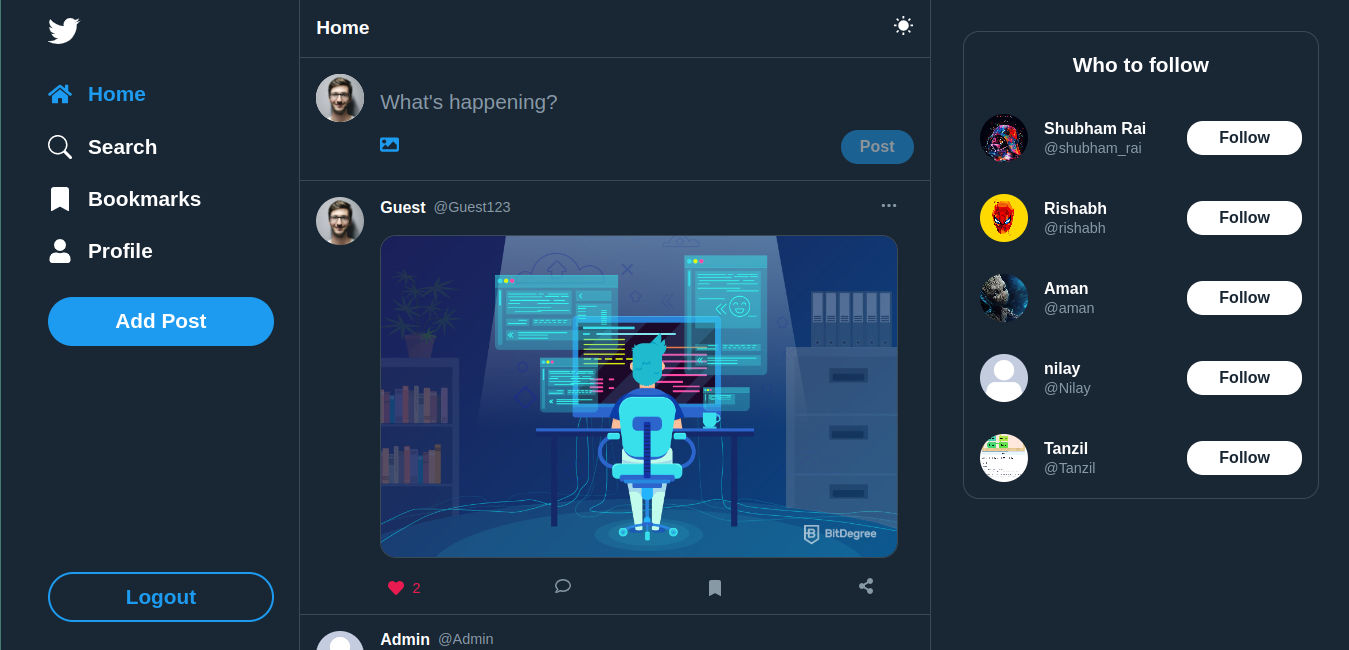 Home
Search
Bookmarks
Profile
Add Post
Logout
Home
What's happening?
Post
Guest @Guest123
BitDegree
2
Admin @Admin
Who to follow
Shubham Rai
@shubham_rai
Follow
Rishabh
@rishabh
Follow
Aman
@aman
Follow
nilay
@Nilay
Follow
Tanzil
@Tanzil
Follow